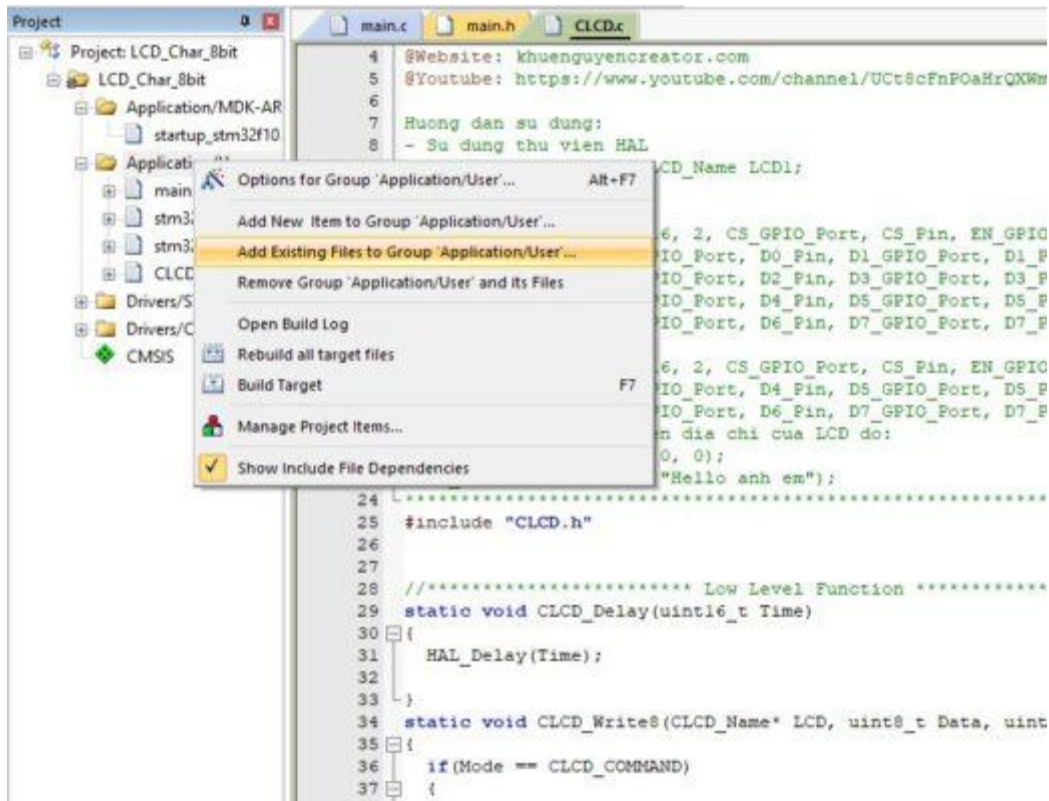 Project
Project: LCD_Char_8bit
LCD_Char_8bit
Application/MDK-AR
startup_stm32f10
main
stm3
stm3
CLCD
Drivers/S
Drivers/C
CMSIS
Options for Group 'Application/User'... Alt+F7
Add New Item to Group 'Application/User'...
Add Existing Files to Group 'Application/User'...
Remove Group 'Application/User' and its Files
Open Build Log
Rebuild all target files
Build Target F7
Manage Project Items...
Show Include File Dependencies
main.c main.h CLCD.c
4 @Website: khuenguyencreator.com
5 @Youtube: https://www.youtube.com/channel/UCt8cFnPOaHrQXWm
6
7 Huong dan su dung:
8 - Su dung thu vien HAL
CD_Name LCD1;
6, 2, CS_GPIO_Port, CS_Pin, EN_GPIO
IO_Port, D0_Pin, D1_GPIO_Port, D1_P
IO_Port, D2_Pin, D3_GPIO_Port, D3_P
IO_Port, D4_Pin, D5_GPIO_Port, D5_P
IO_Port, D6_Pin, D7_GPIO_Port, D7_P
6, 2, CS_GPIO_Port, CS_Pin, EN_GPIO
IO_Port, D4_Pin, D5_GPIO_Port, D5_P
IO_Port, D6_Pin, D7_GPIO_Port, D7_P
n dia chi cua LCD do:
0, 0);
"Hello anh em");
24 ************************************************************
25 #include "CLCD.h"
26
27
28 //************************ Low Level Function *************
29 static void CLCD_Delay(uint16_t Time)
30 {
31 HAL_Delay(Time);
32
33 }
34 static void CLCD_Write8(CLCD_Name* LCD, uint8_t Data, uint
35 {
36 if(Mode == CLCD_COMMAND)
37 {